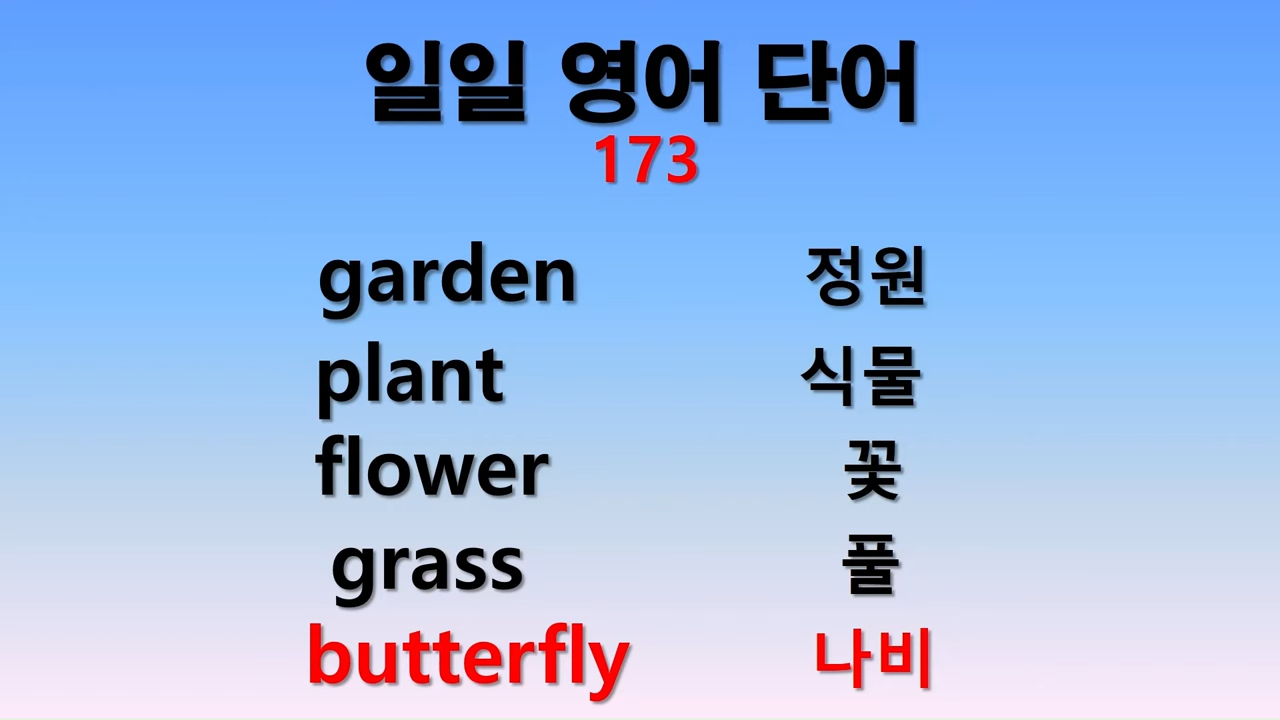 일일 영어 단어
173
garden 정원
plant 식물
flower 꽃
grass 풀
butterfly 나비